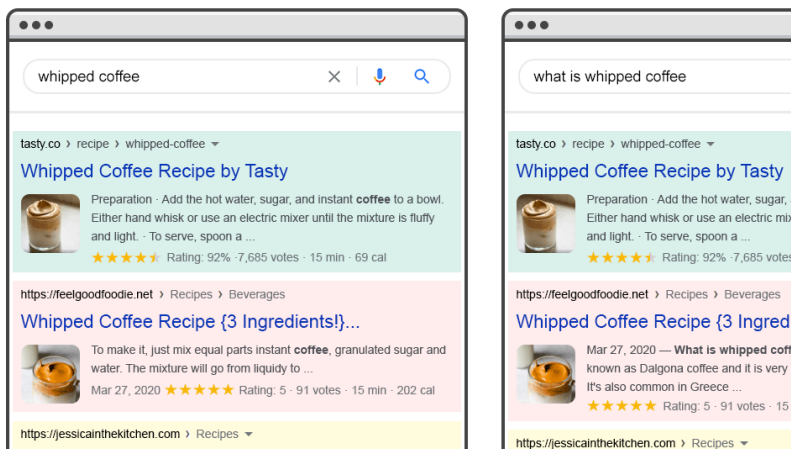 whipped coffee
tasty.co › recipe › whipped-coffee
Whipped Coffee Recipe by Tasty
Preparation · Add the hot water, sugar, and instant coffee to a bowl.
Either hand whisk or use an electric mixer until the mixture is fluffy
and light. · To serve, spoon a ...
Rating: 92% ·7,685 votes · 15 min · 69 cal
https://feelgoodfoodie.net › Recipes › Beverages
Whipped Coffee Recipe {3 Ingredients!}...
To make it, just mix equal parts instant coffee, granulated sugar and
water. The mixture will go from liquidy to ...
Mar 27, 2020 ★★★★★ Rating: 5 · 91 votes · 15 min · 202 cal
https://jessicainthekitchen.com › Recipes
what is whipped coffee
tasty.co › recipe › whipped-coffee
Whipped Coffee Recipe by Tasty
Preparation · Add the hot water, sugar,
Either hand whisk or use an electric mix
and light. · To serve, spoon a ...
Rating: 92% ·7,685 votes
https://feelgoodfoodie.net › Recipes › Beverages
Whipped Coffee Recipe {3 Ingred
Mar 27, 2020 — What is whipped coff
known as Dalgona coffee and it is very
It's also common in Greece ...
★★★★★ Rating: 5 · 91 votes · 15
https://jessicainthekitchen.com › Recipes